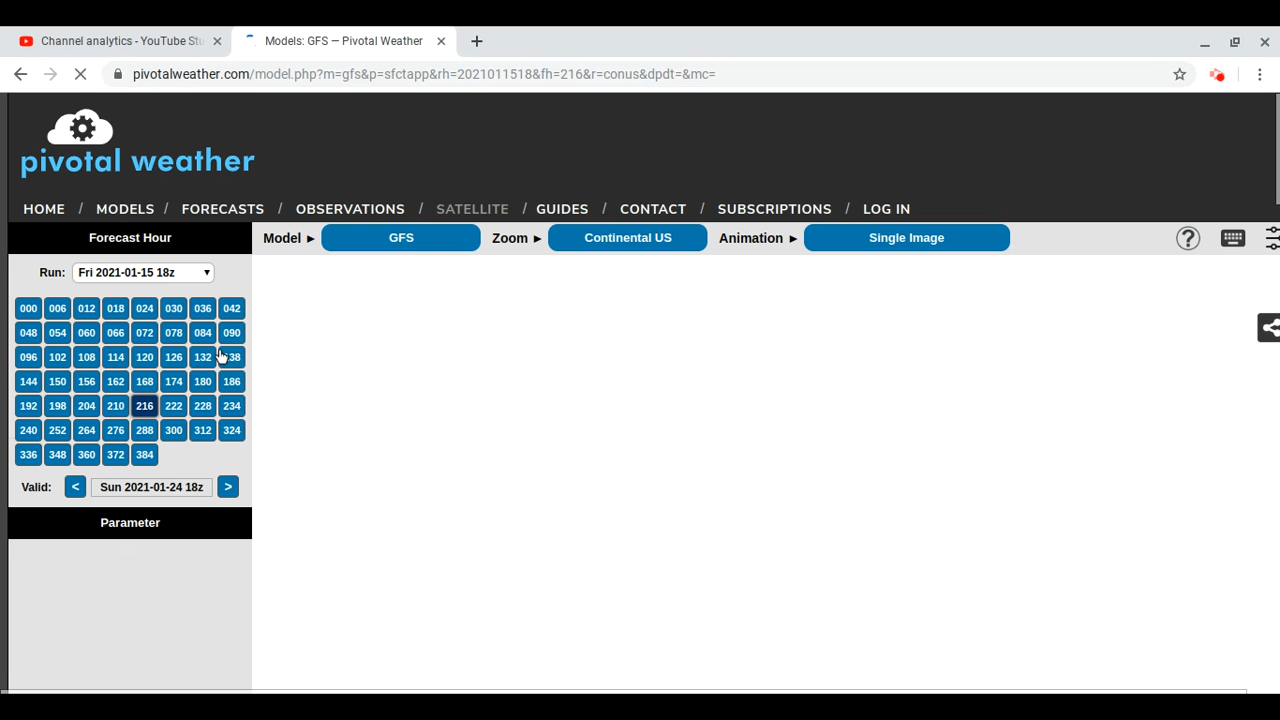 Channel analytics - YouTube Stu
Models: GFS — Pivotal Weather
pivotalweather.com/model.php?m=gfs&p=sfctapp&rh=2021011518&fh=216&r=conus&dpdt=&mc=
pivotal weather
HOME / MODELS / FORECASTS / OBSERVATIONS / SATELLITE / GUIDES / CONTACT / SUBSCRIPTIONS / LOG IN
Forecast Hour
Model ▸ GFS Zoom ▸ Continental US Animation ▸ Single Image
Run: Fri 2021-01-15 18z
000 006 012 018 024 030 036 042
048 054 060 066 072 078 084 090
096 102 108 114 120 126 132 38
144 150 156 162 168 174 180 186
192 198 204 210 216 222 228 234
240 252 264 276 288 300 312 324
336 348 360 372 384
Valid: < Sun 2021-01-24 18z >
Parameter